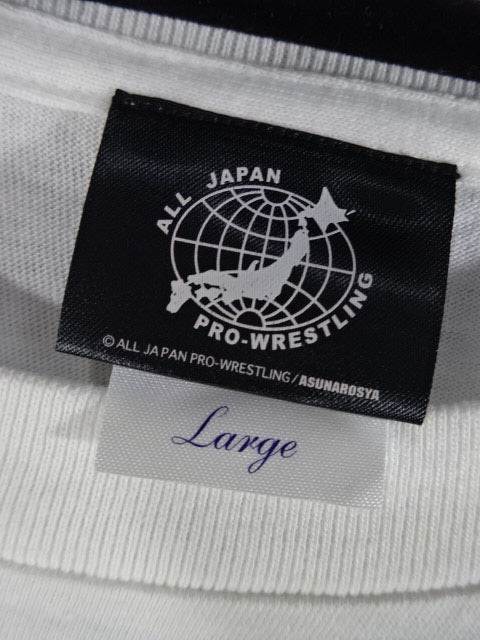 ALL JAPAN
PRO-WRESTLING
© ALL JAPAN PRO-WRESTLING/ASUNAROSYA
Large